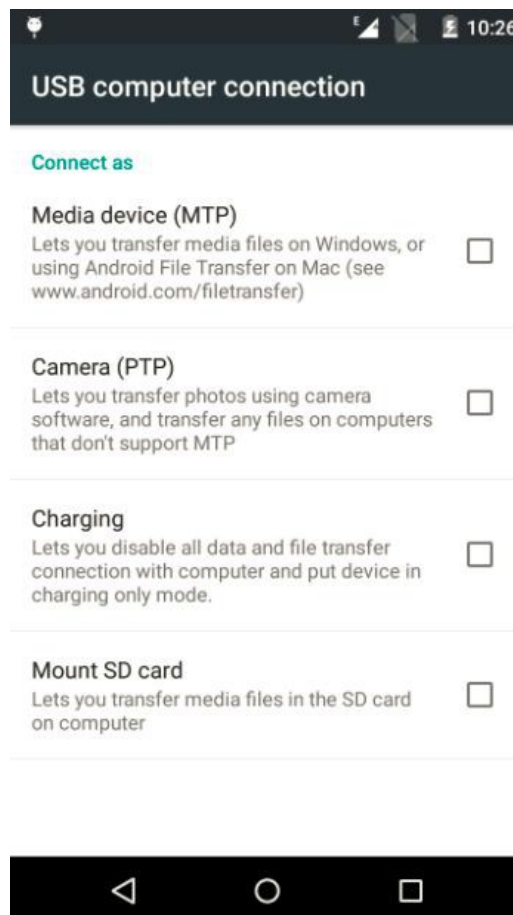 E 10:26
USB computer connection
Connect as
Media device (MTP)
Lets you transfer media files on Windows, or
using Android File Transfer on Mac (see
www.android.com/filetransfer)
Camera (PTP)
Lets you transfer photos using camera
software, and transfer any files on computers
that don't support MTP
Charging
Lets you disable all data and file transfer
connection with computer and put device in
charging only mode.
Mount SD card
Lets you transfer media files in the SD card
on computer